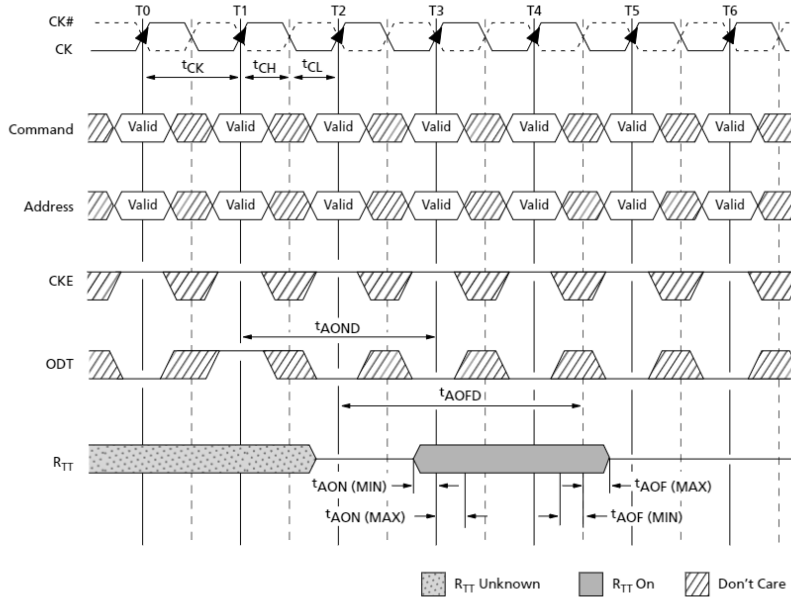 T0 T1 T2 T3 T4 T5 T6
CK#
CK
tCK tCH tCL
Command Valid Valid Valid Valid Valid Valid Valid
Address Valid Valid Valid Valid Valid Valid Valid
CKE
tAOND
ODT
tAOFD
RTT
tAON (MIN) tAOF (MAX)
tAON (MAX) tAOF (MIN)
RTT Unknown RTT On Don't Care